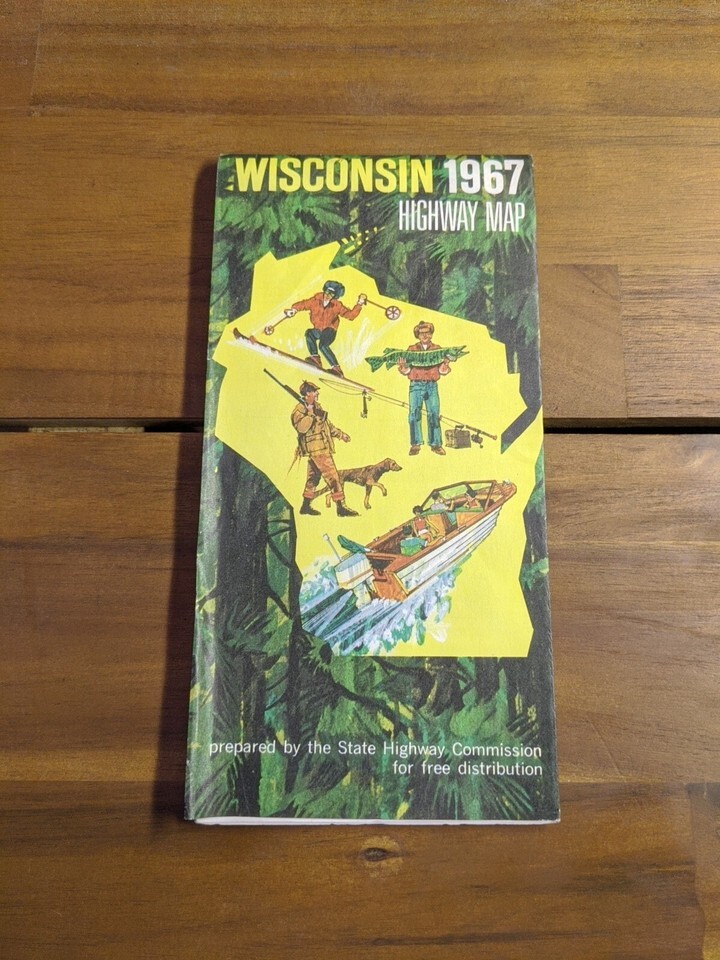 WISCONSIN 1967
HIGHWAY MAP
prepared by the State Highway Commission
for free distribution